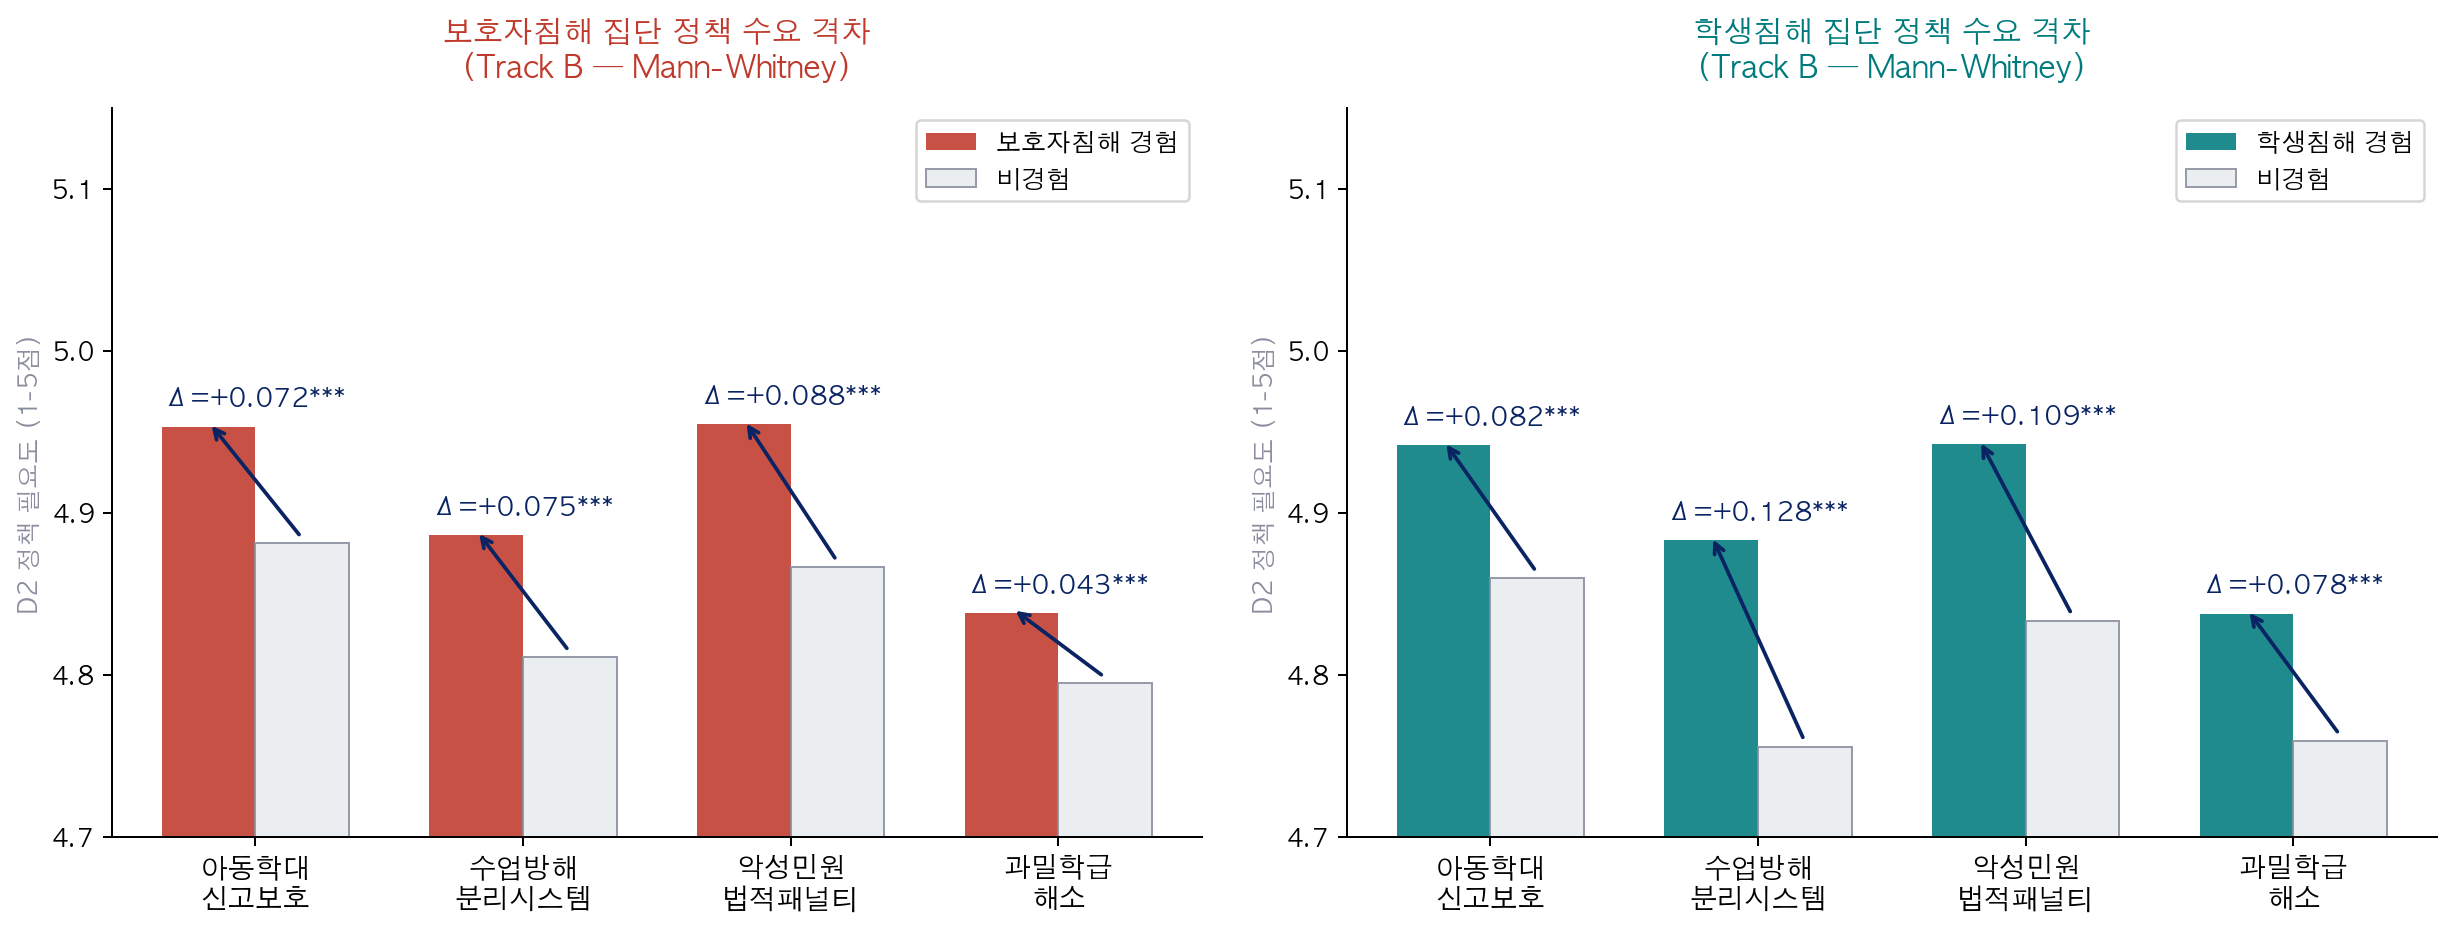 보호자침해 집단 정책 수요 격차
(Track B — Mann-Whitney)
보호자침해 경험
비경험
D2 정책 필요도 (1-5점)
5.1
5.0
4.9
4.8
4.7
Δ=+0.072***
Δ=+0.075***
Δ=+0.088***
Δ=+0.043***
아동학대
신고보호
수업방해
분리시스템
악성민원
법적패널티
과밀학급
해소
학생침해 집단 정책 수요 격차
(Track B — Mann-Whitney)
학생침해 경험
비경험
D2 정책 필요도 (1-5점)
5.1
5.0
4.9
4.8
4.7
Δ=+0.082***
Δ=+0.128***
Δ=+0.109***
Δ=+0.078***
아동학대
신고보호
수업방해
분리시스템
악성민원
법적패널티
과밀학급
해소